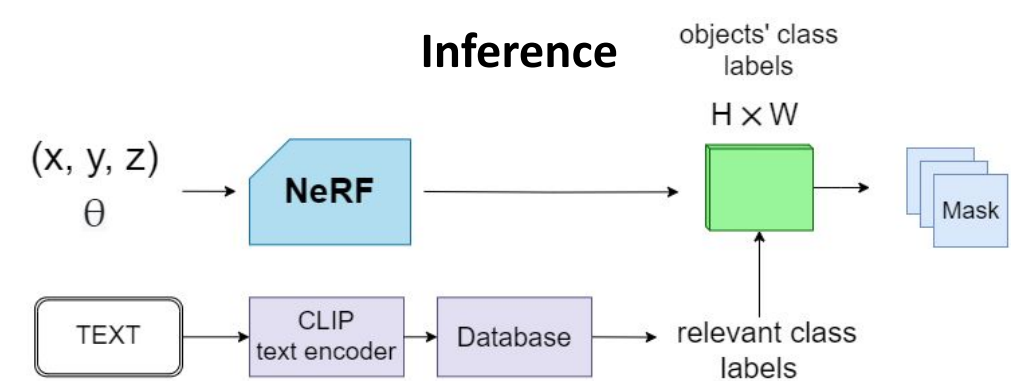 Inference
objects' class
labels
H × W
(x, y, z)
θ
NeRF
Mask
TEXT
CLIP
text encoder
Database
relevant class
labels